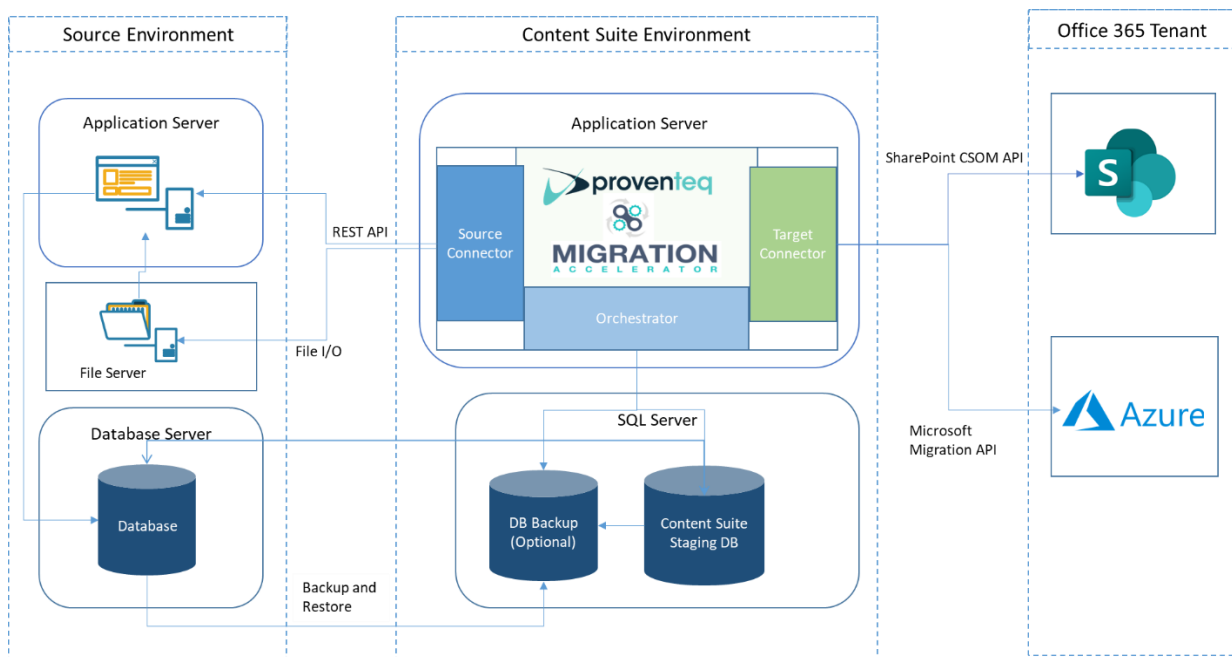 Source Environment
Content Suite Environment
Office 365 Tenant
Application Server
Application Server
SharePoint CSOM API
S
proventeq
REST API
Source
Connector
MIGRATION
ACCELERATOR
Target
Connector
Orchestrator
File I/O
File Server
Azure
Microsoft
Migration API
Database Server
SQL Server
Database
DB Backup
(Optional)
Content Suite
Staging DB
Backup and
Restore